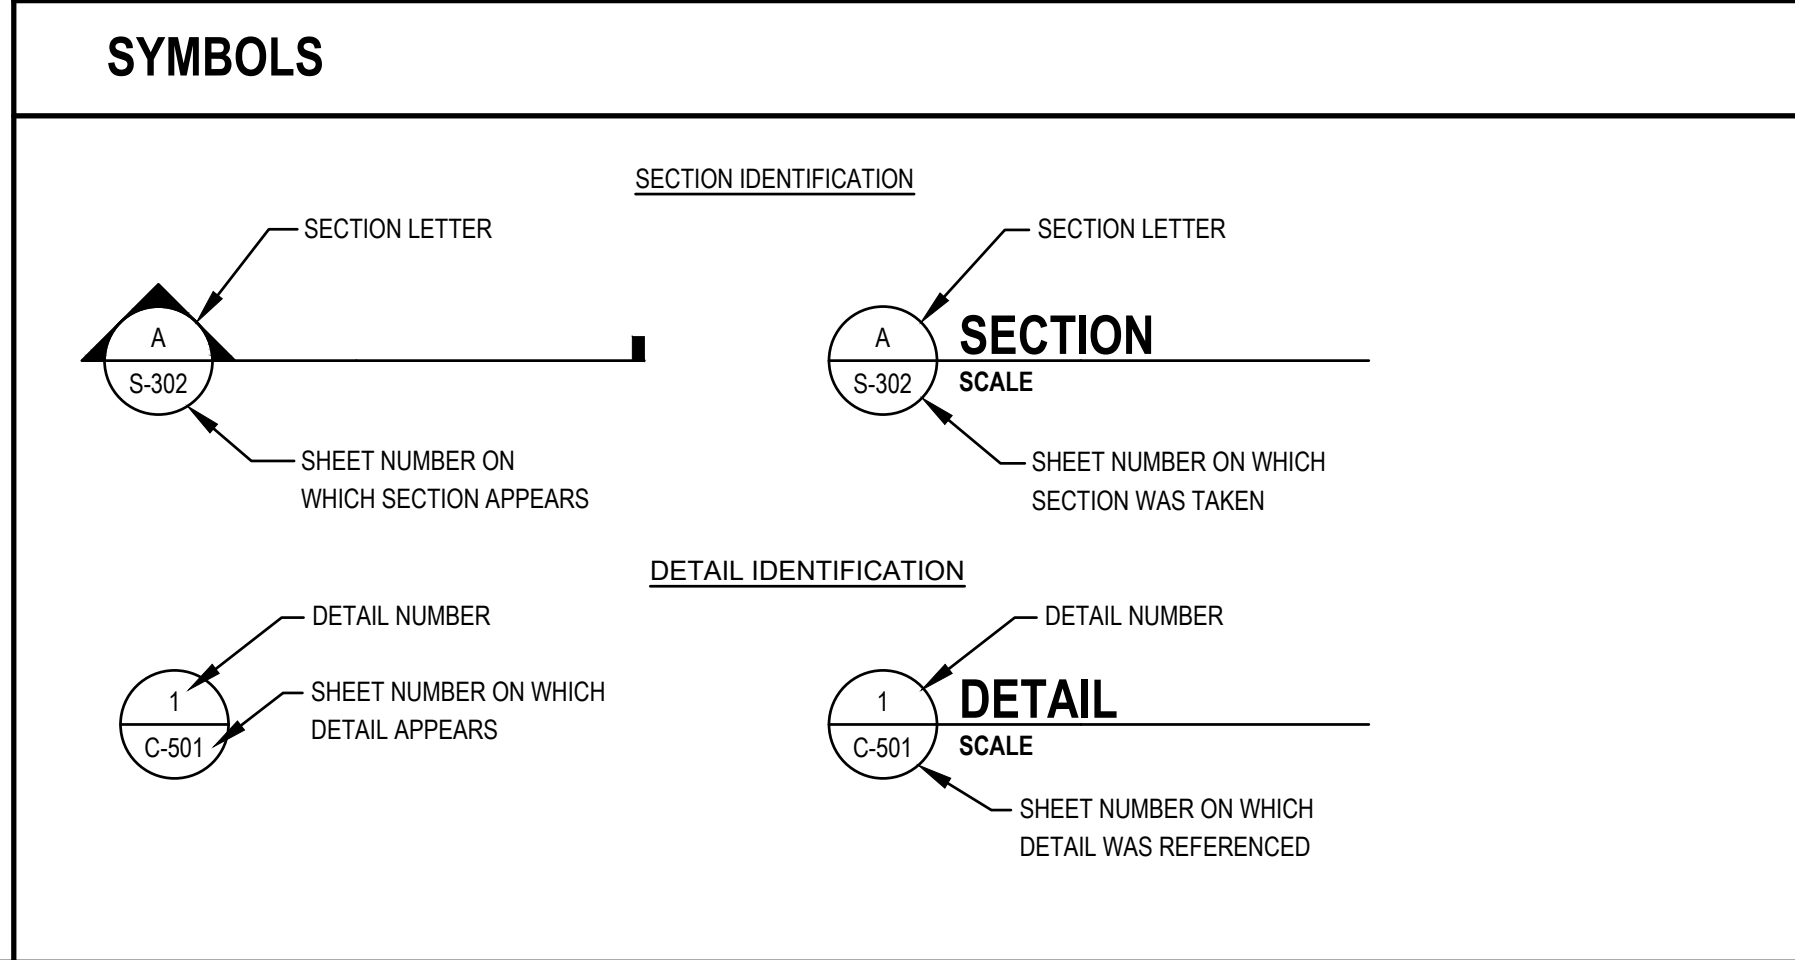 SYMBOLS
SECTION IDENTIFICATION
SECTION LETTER
A
S-302
SHEET NUMBER ON
WHICH SECTION APPEARS
SECTION LETTER
A
S-302
SECTION
SCALE
SHEET NUMBER ON WHICH
SECTION WAS TAKEN
DETAIL IDENTIFICATION
DETAIL NUMBER
1
C-501
SHEET NUMBER ON WHICH
DETAIL APPEARS
DETAIL NUMBER
1
C-501
DETAIL
SCALE
SHEET NUMBER ON WHICH
DETAIL WAS REFERENCED